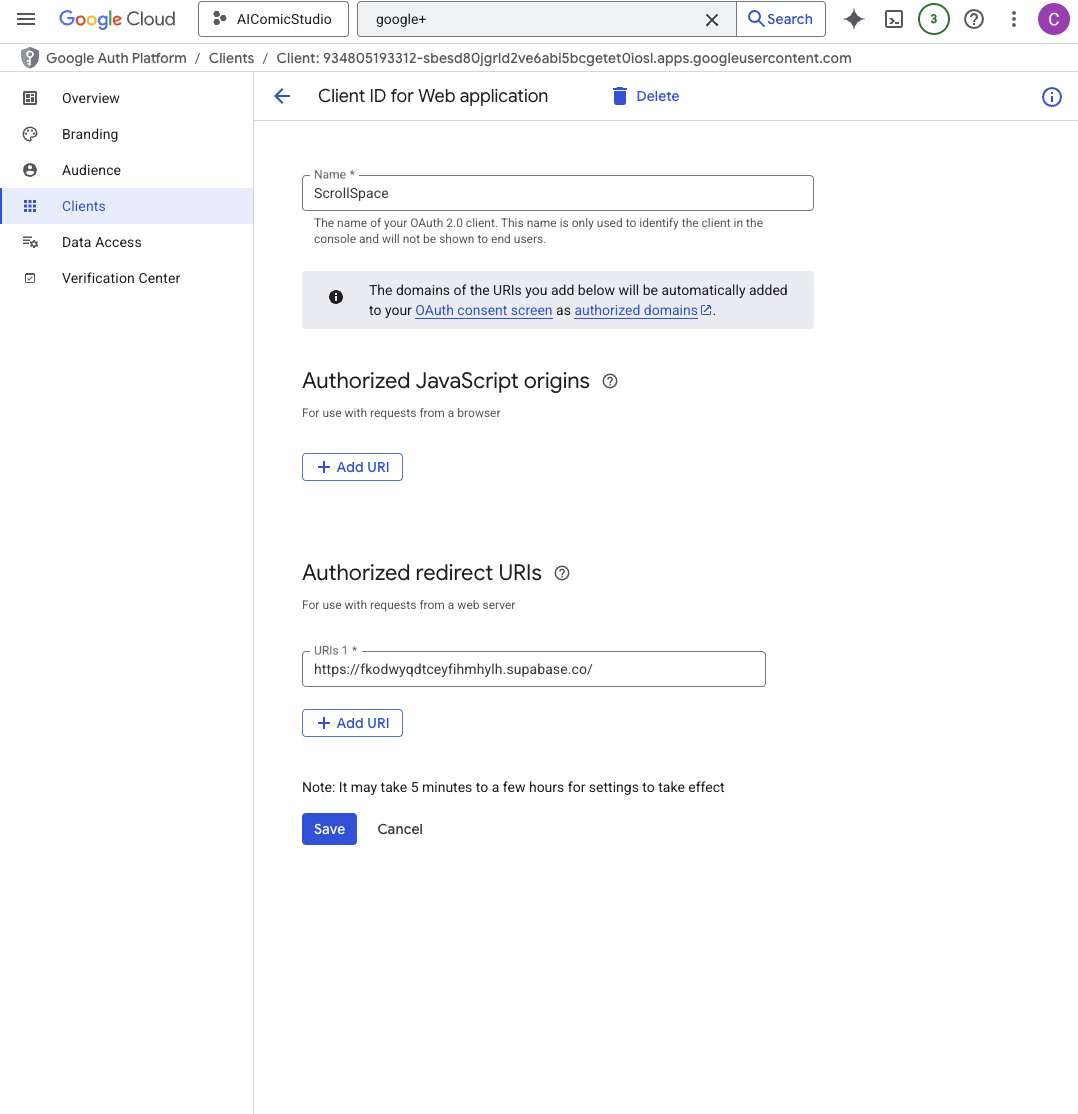 Google Cloud
AIComicStudio
google+
Search
3
C
Google Auth Platform / Clients / Client: 934805193312-sbesd80jgrld2ve6abi5bcgetet0iosl.apps.googleusercontent.com
Overview
Branding
Audience
Clients
Data Access
Verification Center
Client ID for Web application
Delete
Name *
ScrollSpace
The name of your OAuth 2.0 client. This name is only used to identify the client in the
console and will not be shown to end users.
The domains of the URIs you add below will be automatically added
to your OAuth consent screen as authorized domains.
Authorized JavaScript origins
For use with requests from a browser
+ Add URI
Authorized redirect URIs
For use with requests from a web server
URIs 1 *
https://fkodwyqdtceyfihmhylh.supabase.co/
+ Add URI
Note: It may take 5 minutes to a few hours for settings to take effect
Save
Cancel